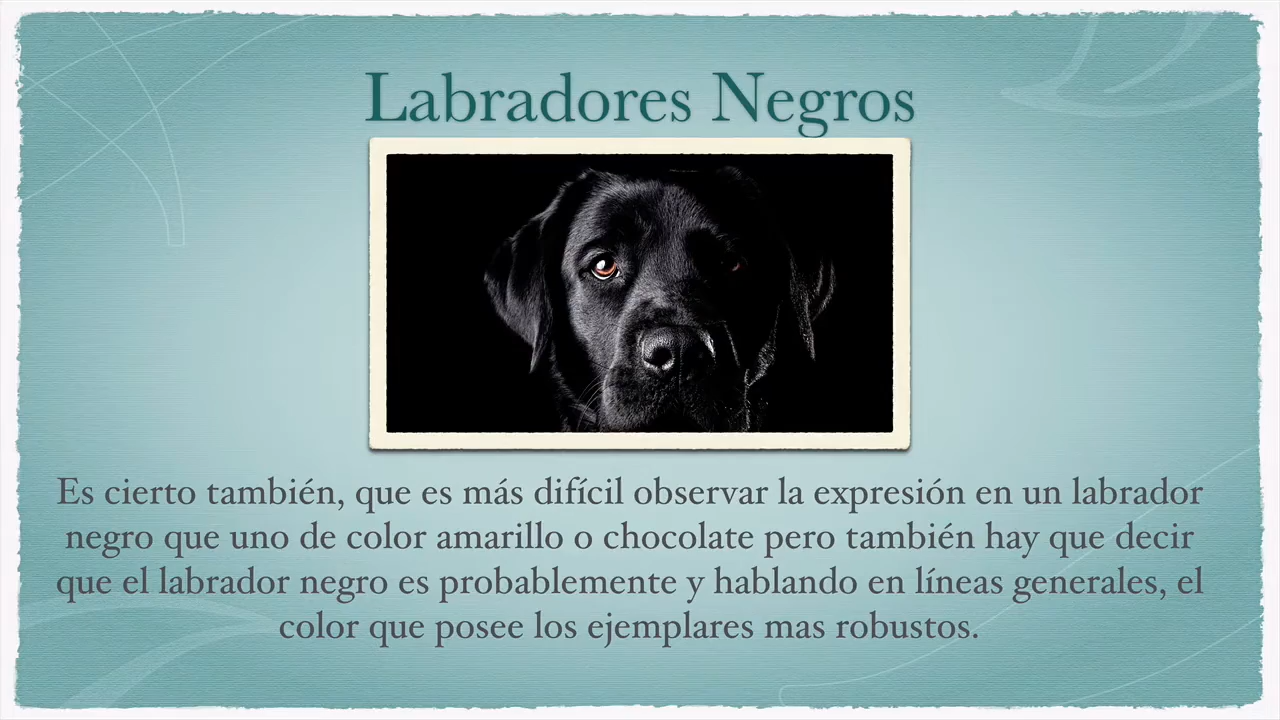 Labradores Negros
Es cierto también, que es más difícil observar la expresión en un labrador
negro que uno de color amarillo o chocolate pero también hay que decir
que el labrador negro es probablemente y hablando en líneas generales, el
color que posee los ejemplares mas robustos.